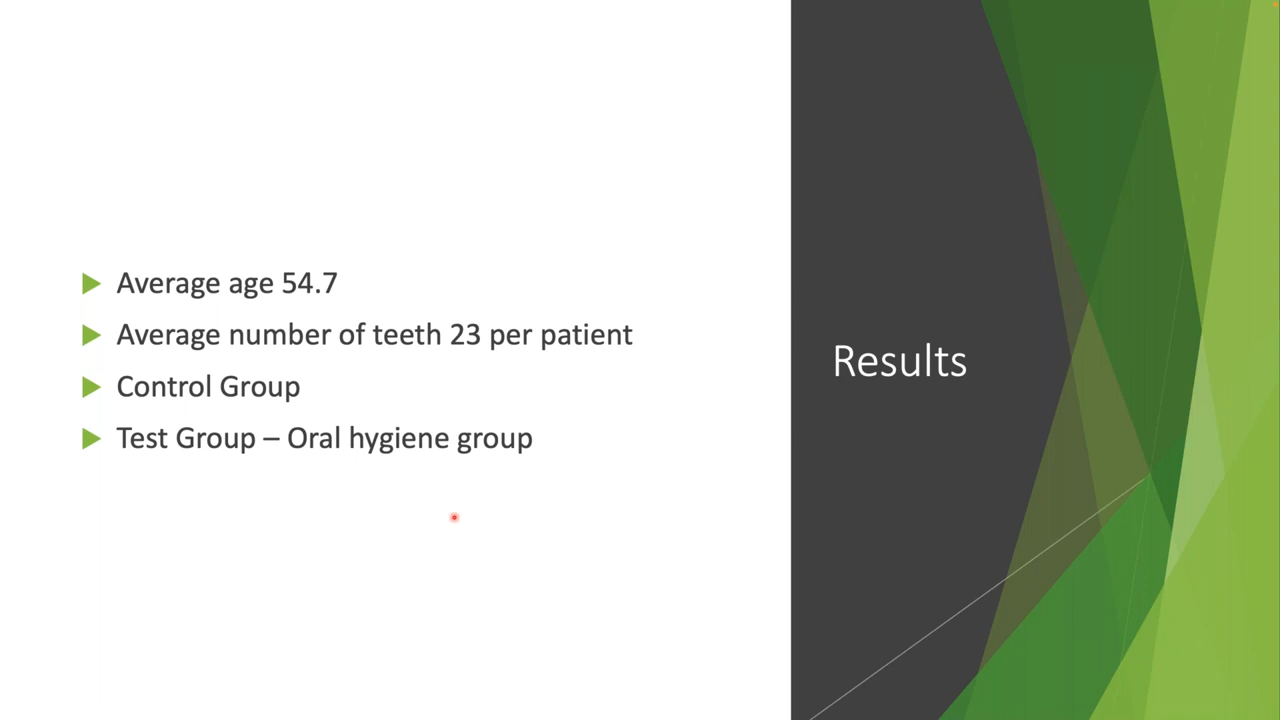 Average age 54.7
Average number of teeth 23 per patient
Control Group
Test Group – Oral hygiene group
Results